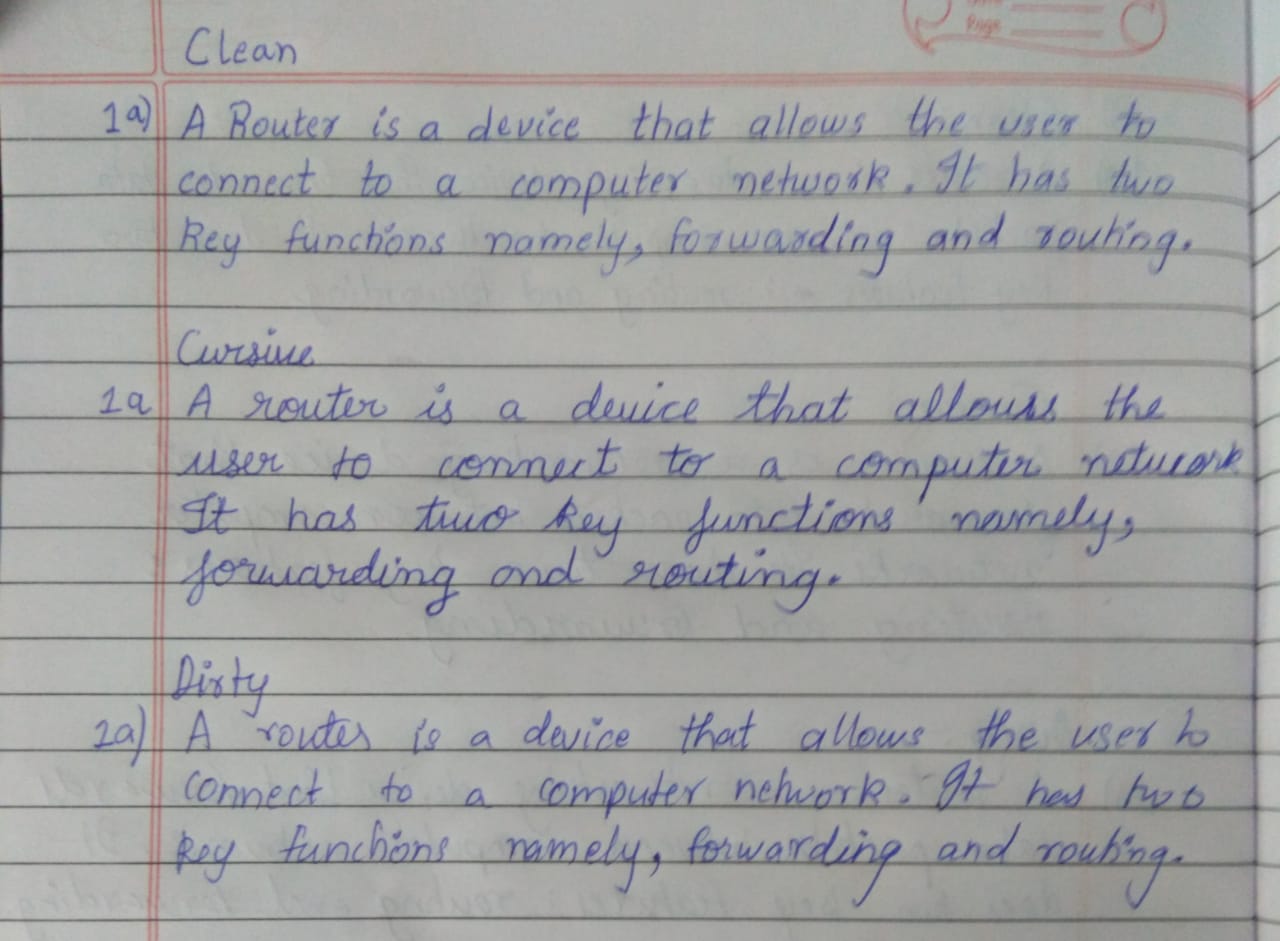 Page
Clean
1a) A Router is a device that allows the user to
connect to a computer network. It has two
key functions namely, forwarding and routing.
Cursive
1a A router is a device that allows the
user to connect to a computer network
It has two key functions namely,
forwarding and routing.
Dirty
2a) A router is a device that allows the user to
connect to a computer network. It has two
key functions namely, forwarding and routing.